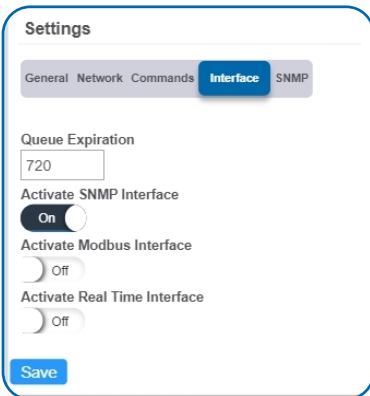 Settings
General Network Commands Interface SNMP
Queue Expiration
720
Activate SNMP Interface
On
Activate Modbus Interface
Off
Activate Real Time Interface
Off
Save